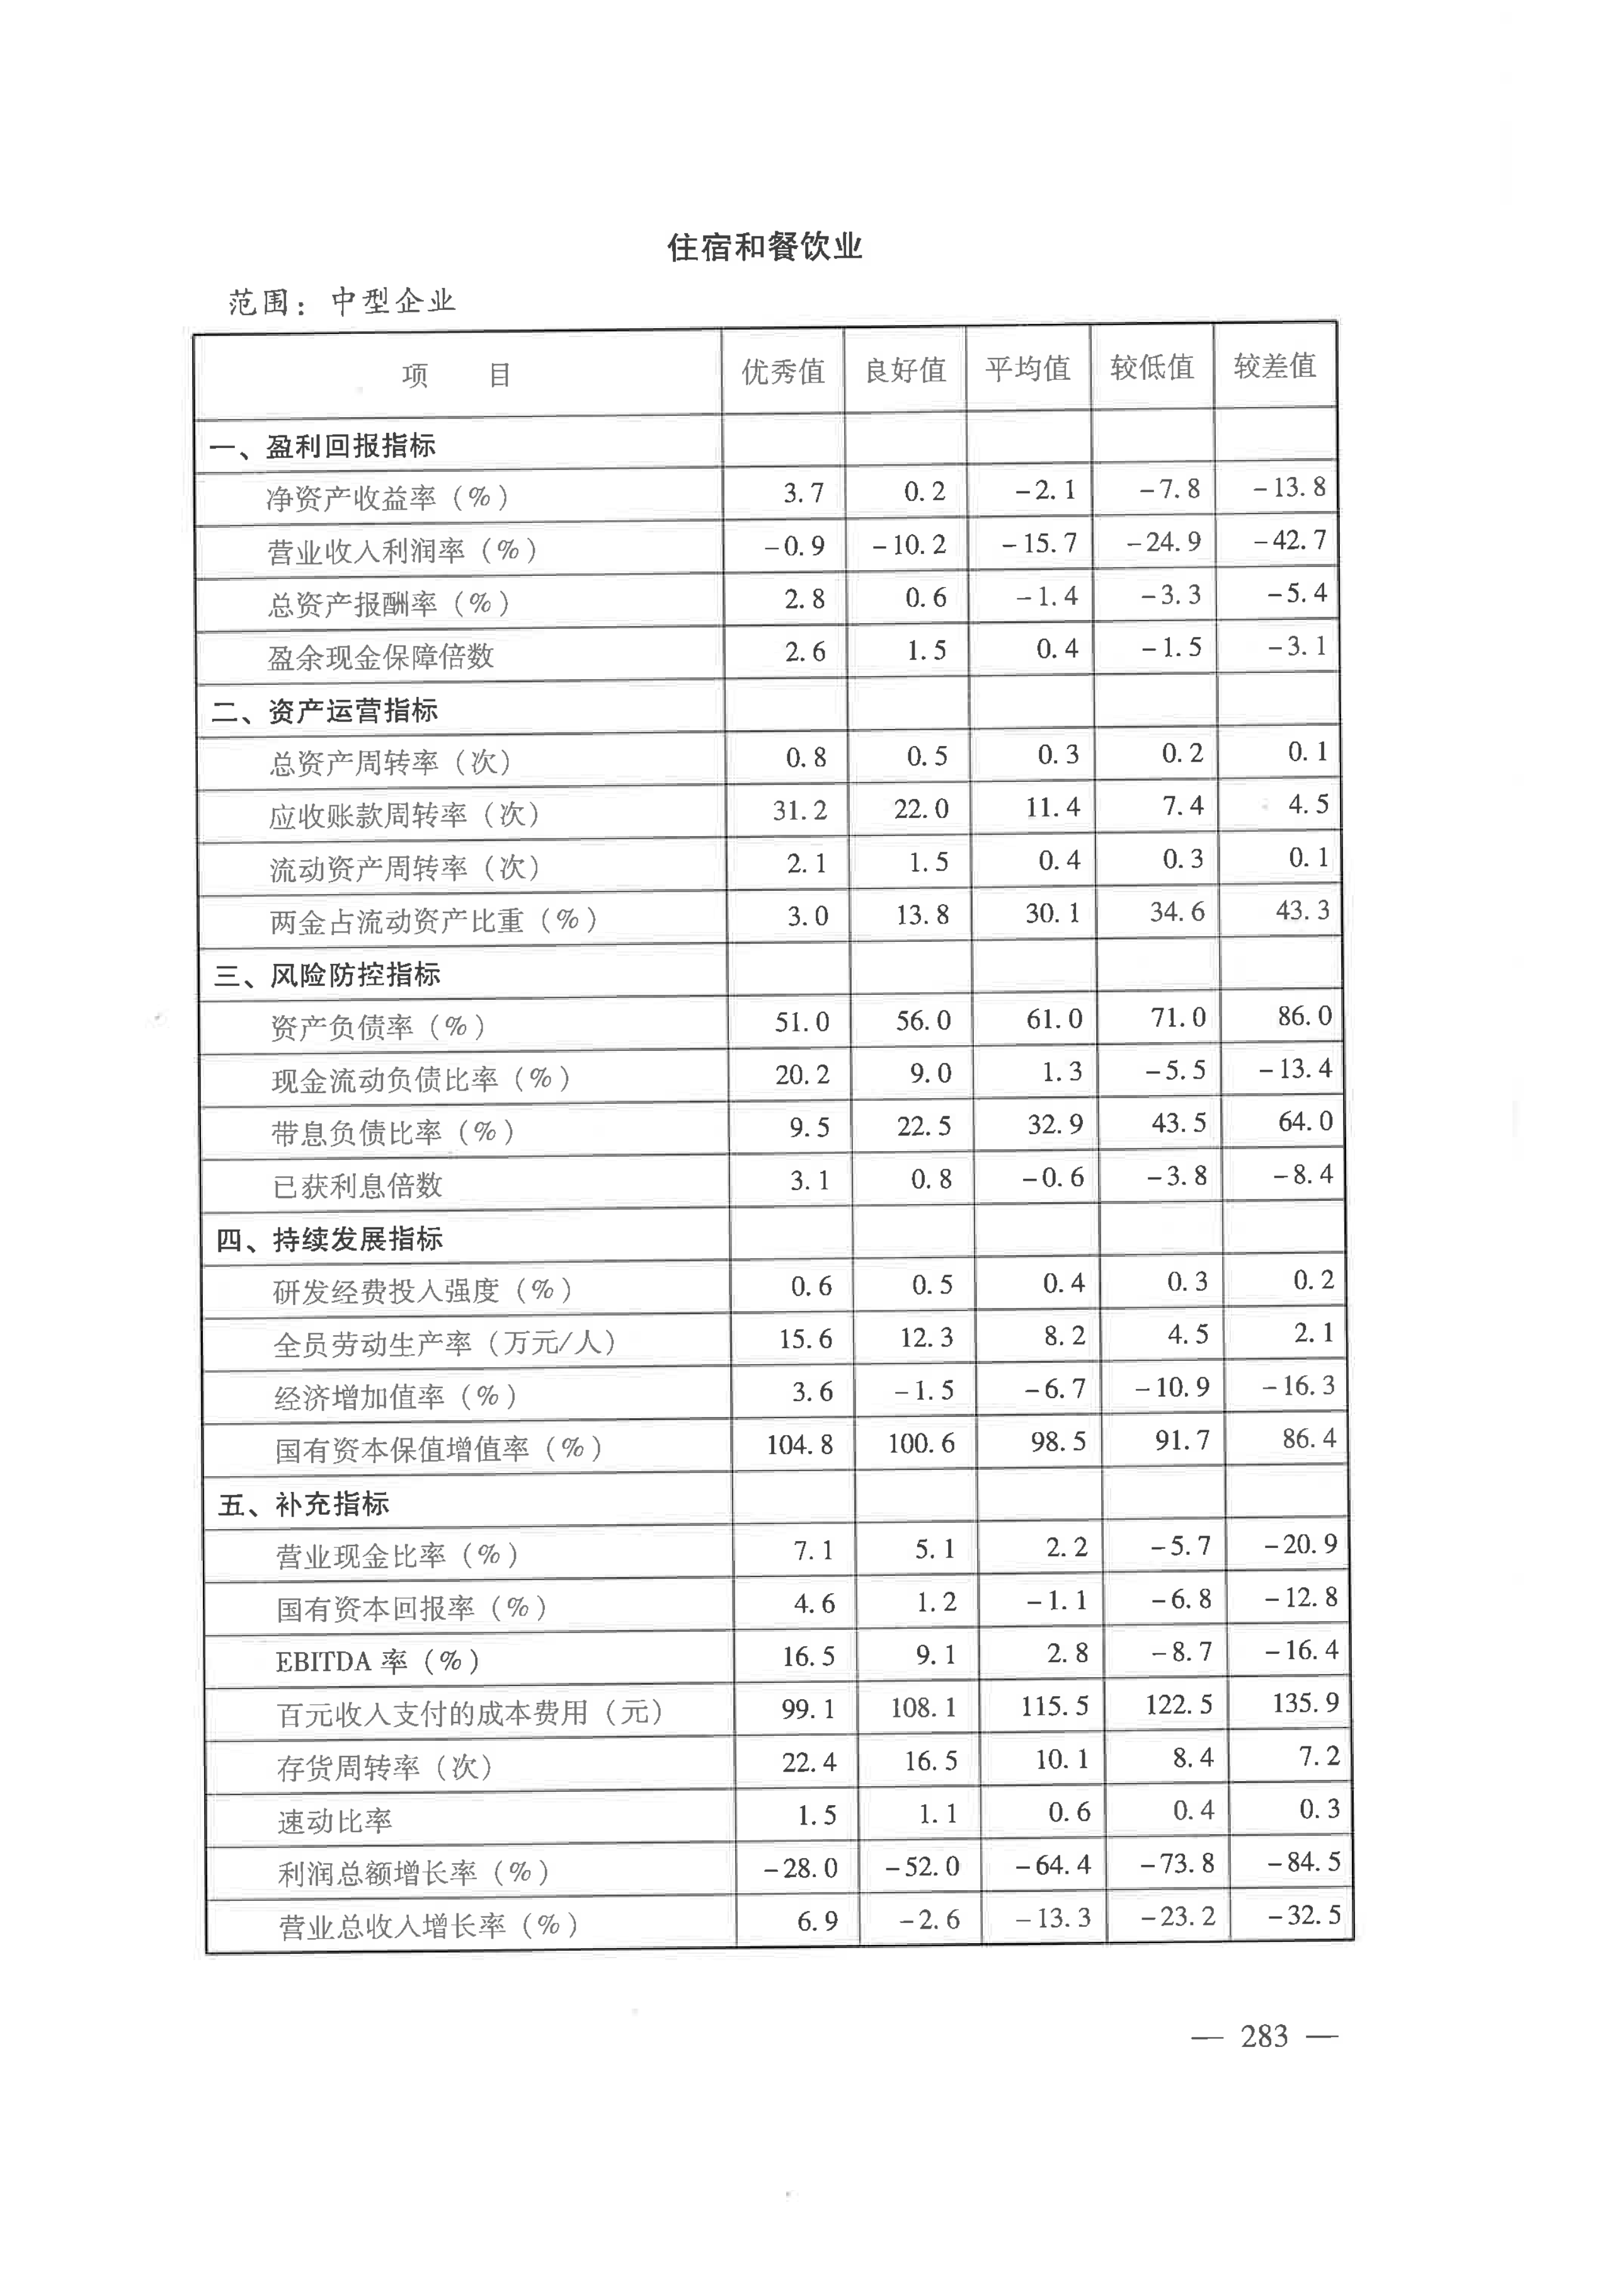 住宿和餐饮业
范围：中型企业
项 目 优秀值 良好值 平均值 较低值 较差值
一、盈利回报指标
净资产收益率（%） 3.7 0.2 -2.1 -7.8 -13.8
营业收入利润率（%） -0.9 -10.2 -15.7 -24.9 -42.7
总资产报酬率（%） 2.8 0.6 -1.4 -3.3 -5.4
盈余现金保障倍数 2.6 1.5 0.4 -1.5 -3.1
二、资产运营指标
总资产周转率（次） 0.8 0.5 0.3 0.2 0.1
应收账款周转率（次） 31.2 22.0 11.4 7.4 4.5
流动资产周转率（次） 2.1 1.5 0.4 0.3 0.1
两金占流动资产比重（%） 3.0 13.8 30.1 34.6 43.3
三、风险防控指标
资产负债率（%） 51.0 56.0 61.0 71.0 86.0
现金流动负债比率（%） 20.2 9.0 1.3 -5.5 -13.4
带息负债比率（%） 9.5 22.5 32.9 43.5 64.0
已获利息倍数 3.1 0.8 -0.6 -3.8 -8.4
四、持续发展指标
研发经费投入强度（%） 0.6 0.5 0.4 0.3 0.2
全员劳动生产率（万元/人） 15.6 12.3 8.2 4.5 2.1
经济增加值率（%） 3.6 -1.5 -6.7 -10.9 -16.3
国有资本保值增值率（%） 104.8 100.6 98.5 91.7 86.4
五、补充指标
营业现金比率（%） 7.1 5.1 2.2 -5.7 -20.9
国有资本回报率（%） 4.6 1.2 -1.1 -6.8 -12.8
EBITDA 率（%） 16.5 9.1 2.8 -8.7 -16.4
百元收入支付的成本费用（元） 99.1 108.1 115.5 122.5 135.9
存货周转率（次） 22.4 16.5 10.1 8.4 7.2
速动比率 1.5 1.1 0.6 0.4 0.3
利润总额增长率（%） -28.0 -52.0 -64.4 -73.8 -84.5
营业总收入增长率（%） 6.9 -2.6 -13.3 -23.2 -32.5
— 283 —